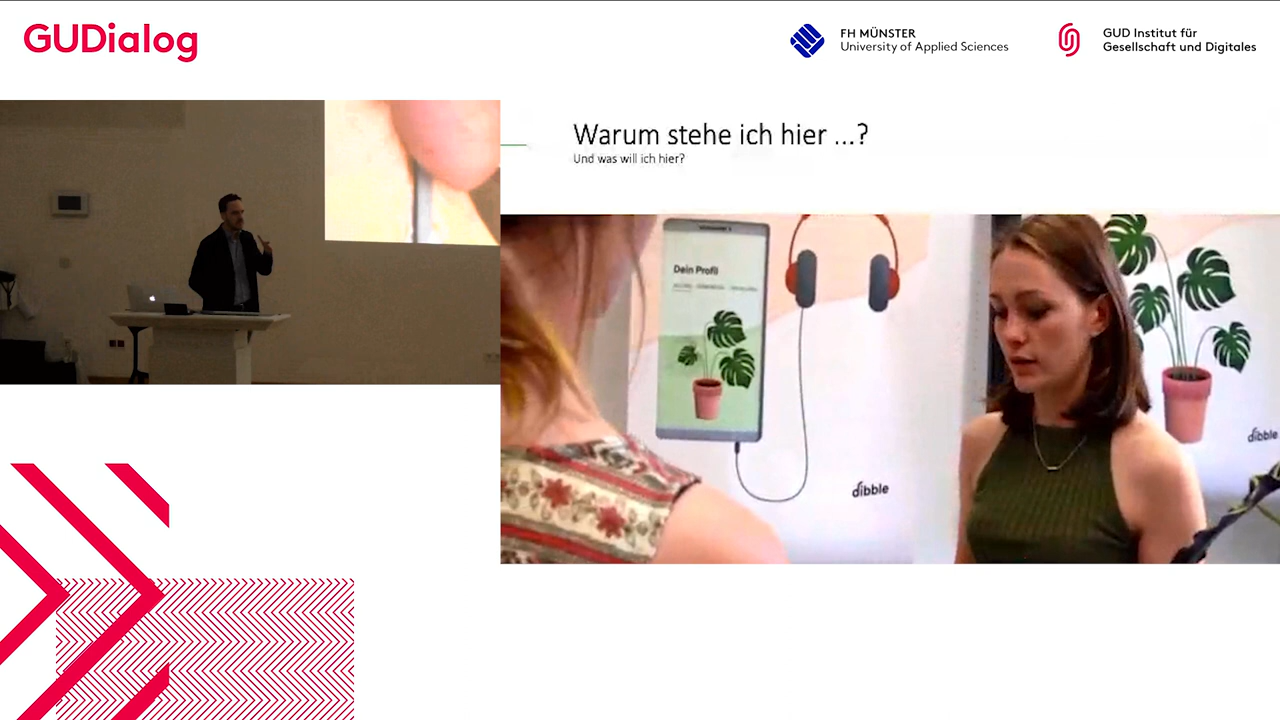 GUDialog
FH MÜNSTER
University of Applied Sciences
GUD Institut für
Gesellschaft und Digitales
Warum stehe ich hier ...?
Und was will ich hier?
Dein Profil
dibble
dibble